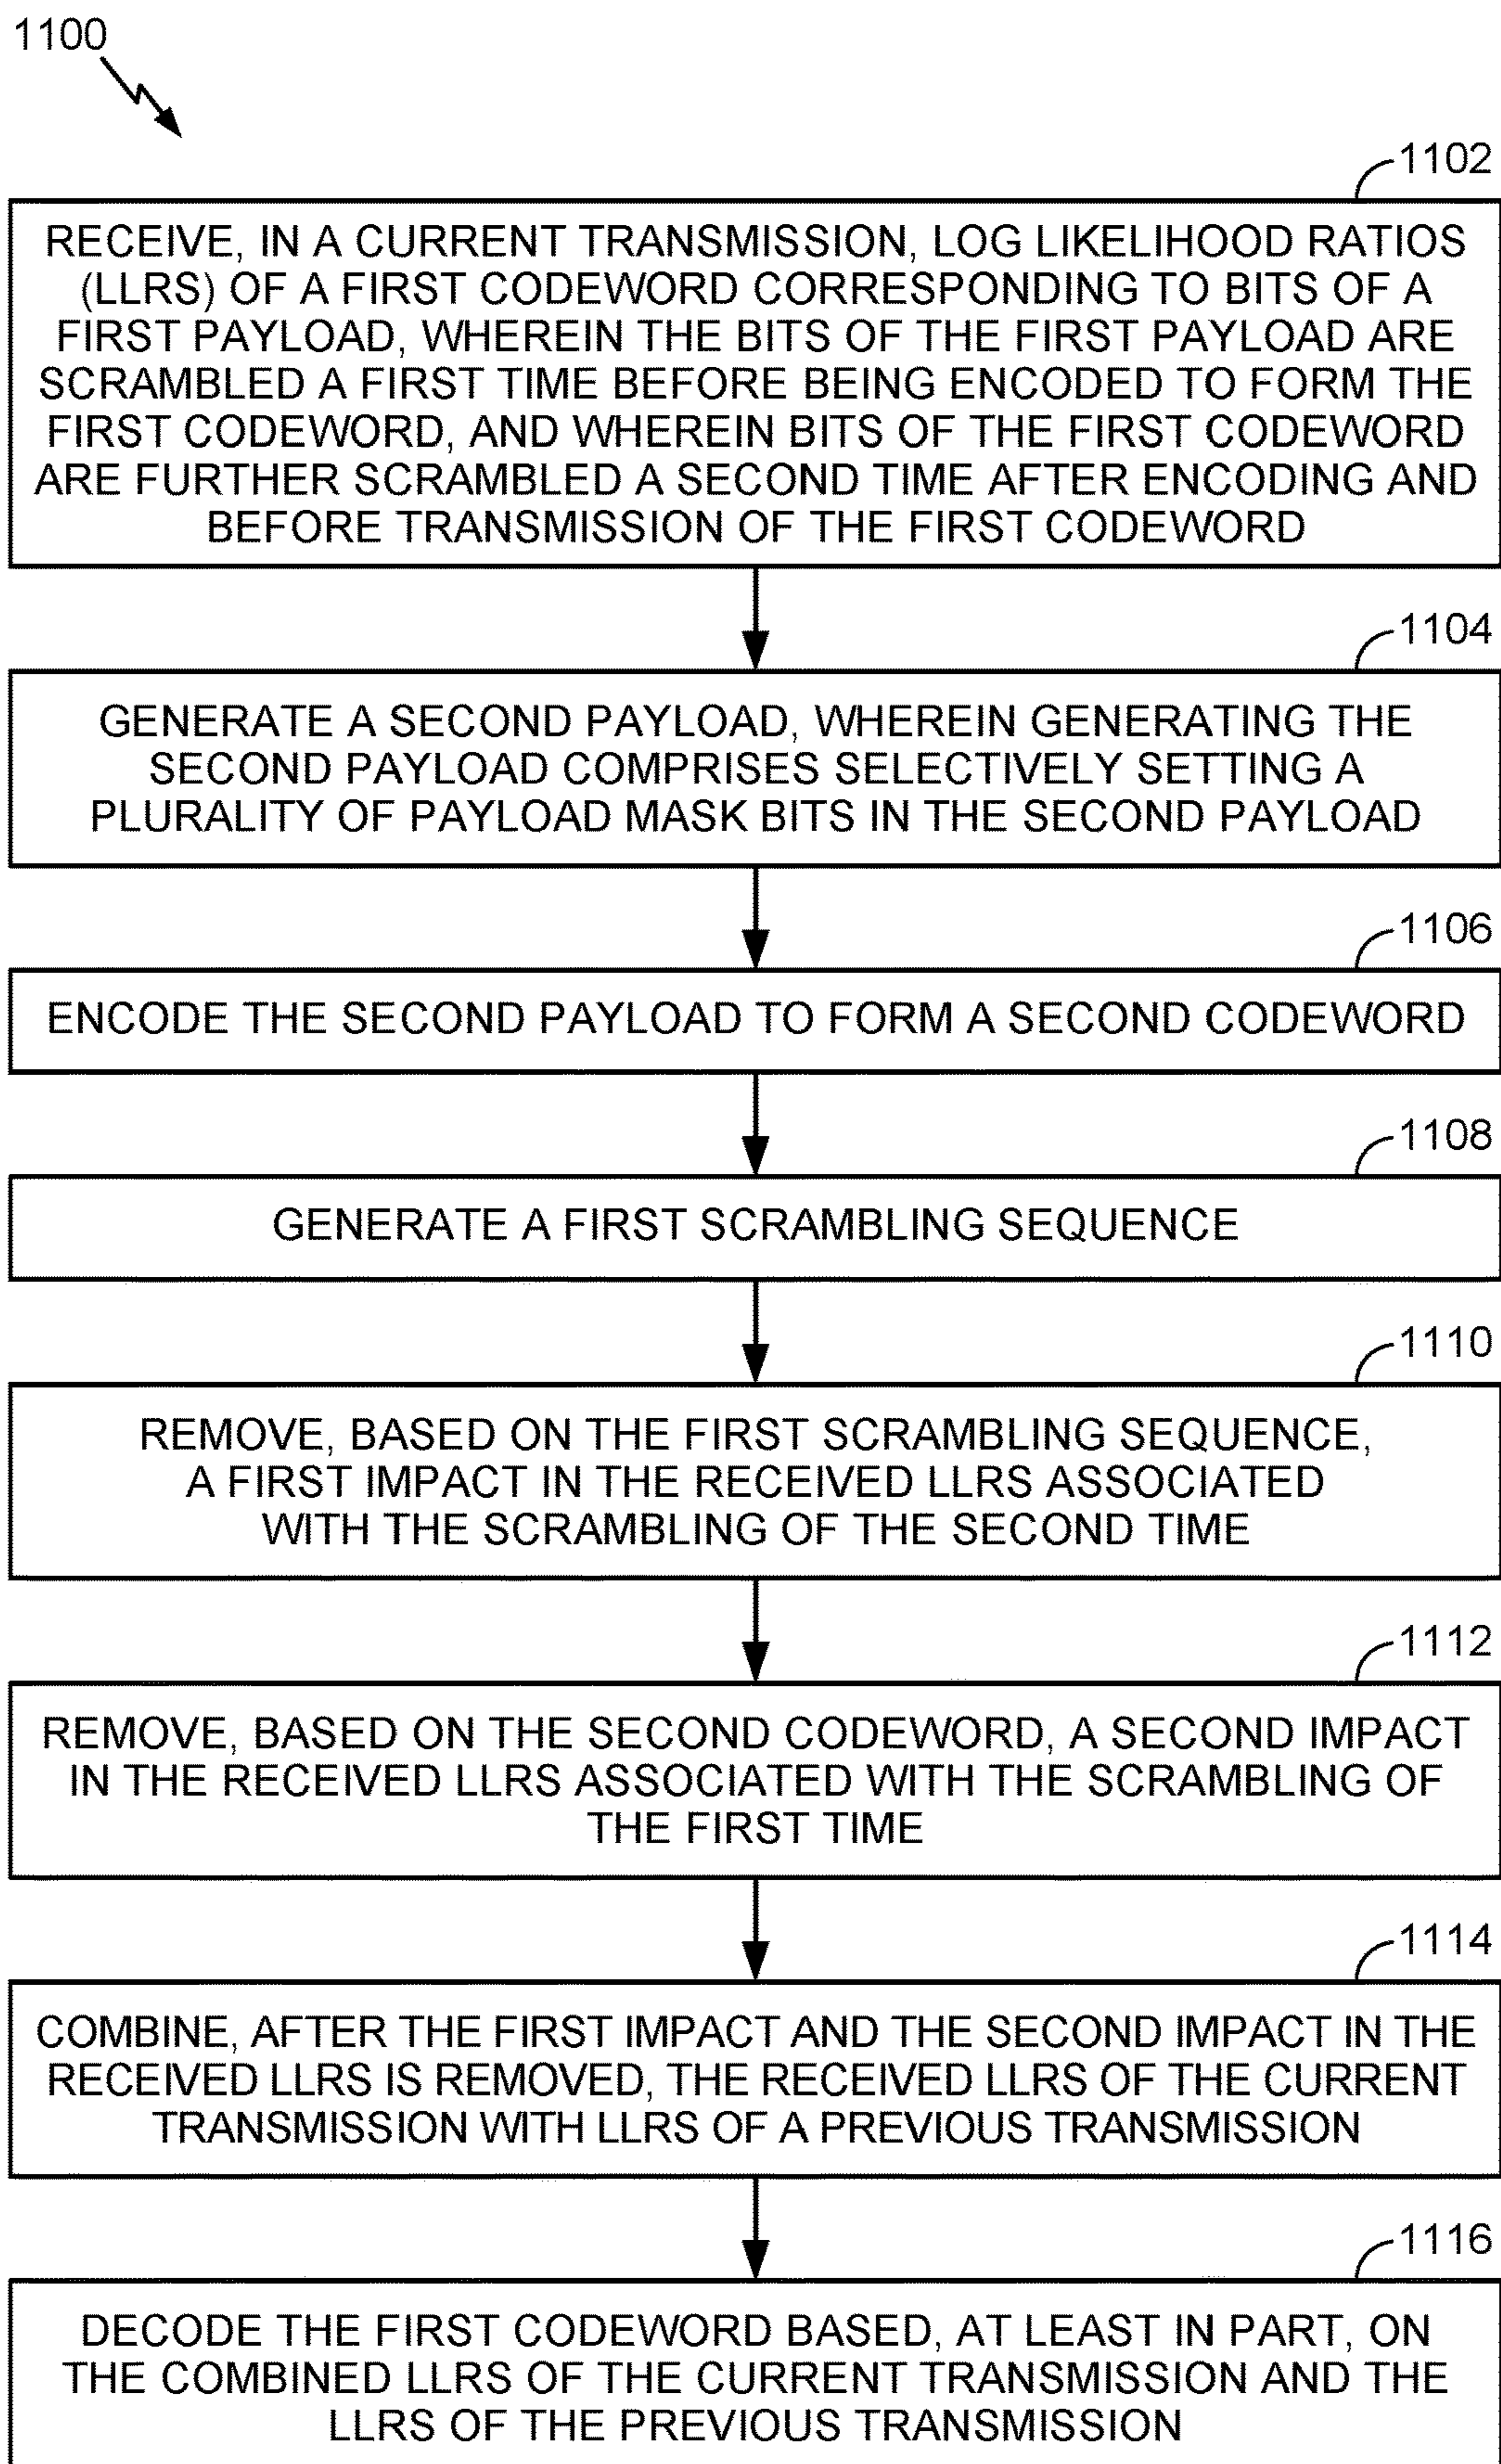 1100
1102
RECEIVE, IN A CURRENT TRANSMISSION, LOG LIKELIHOOD RATIOS
(LLRS) OF A FIRST CODEWORD CORRESPONDING TO BITS OF A
FIRST PAYLOAD, WHEREIN THE BITS OF THE FIRST PAYLOAD ARE
SCRAMBLED A FIRST TIME BEFORE BEING ENCODED TO FORM THE
FIRST CODEWORD, AND WHEREIN BITS OF THE FIRST CODEWORD
ARE FURTHER SCRAMBLED A SECOND TIME AFTER ENCODING AND
BEFORE TRANSMISSION OF THE FIRST CODEWORD
1104
GENERATE A SECOND PAYLOAD, WHEREIN GENERATING THE
SECOND PAYLOAD COMPRISES SELECTIVELY SETTING A
PLURALITY OF PAYLOAD MASK BITS IN THE SECOND PAYLOAD
1106
ENCODE THE SECOND PAYLOAD TO FORM A SECOND CODEWORD
1108
GENERATE A FIRST SCRAMBLING SEQUENCE
1110
REMOVE, BASED ON THE FIRST SCRAMBLING SEQUENCE,
A FIRST IMPACT IN THE RECEIVED LLRS ASSOCIATED
WITH THE SCRAMBLING OF THE SECOND TIME
1112
REMOVE, BASED ON THE SECOND CODEWORD, A SECOND IMPACT
IN THE RECEIVED LLRS ASSOCIATED WITH THE SCRAMBLING OF
THE FIRST TIME
1114
COMBINE, AFTER THE FIRST IMPACT AND THE SECOND IMPACT IN THE
RECEIVED LLRS IS REMOVED, THE RECEIVED LLRS OF THE CURRENT
TRANSMISSION WITH LLRS OF A PREVIOUS TRANSMISSION
1116
DECODE THE FIRST CODEWORD BASED, AT LEAST IN PART, ON
THE COMBINED LLRS OF THE CURRENT TRANSMISSION AND THE
LLRS OF THE PREVIOUS TRANSMISSION